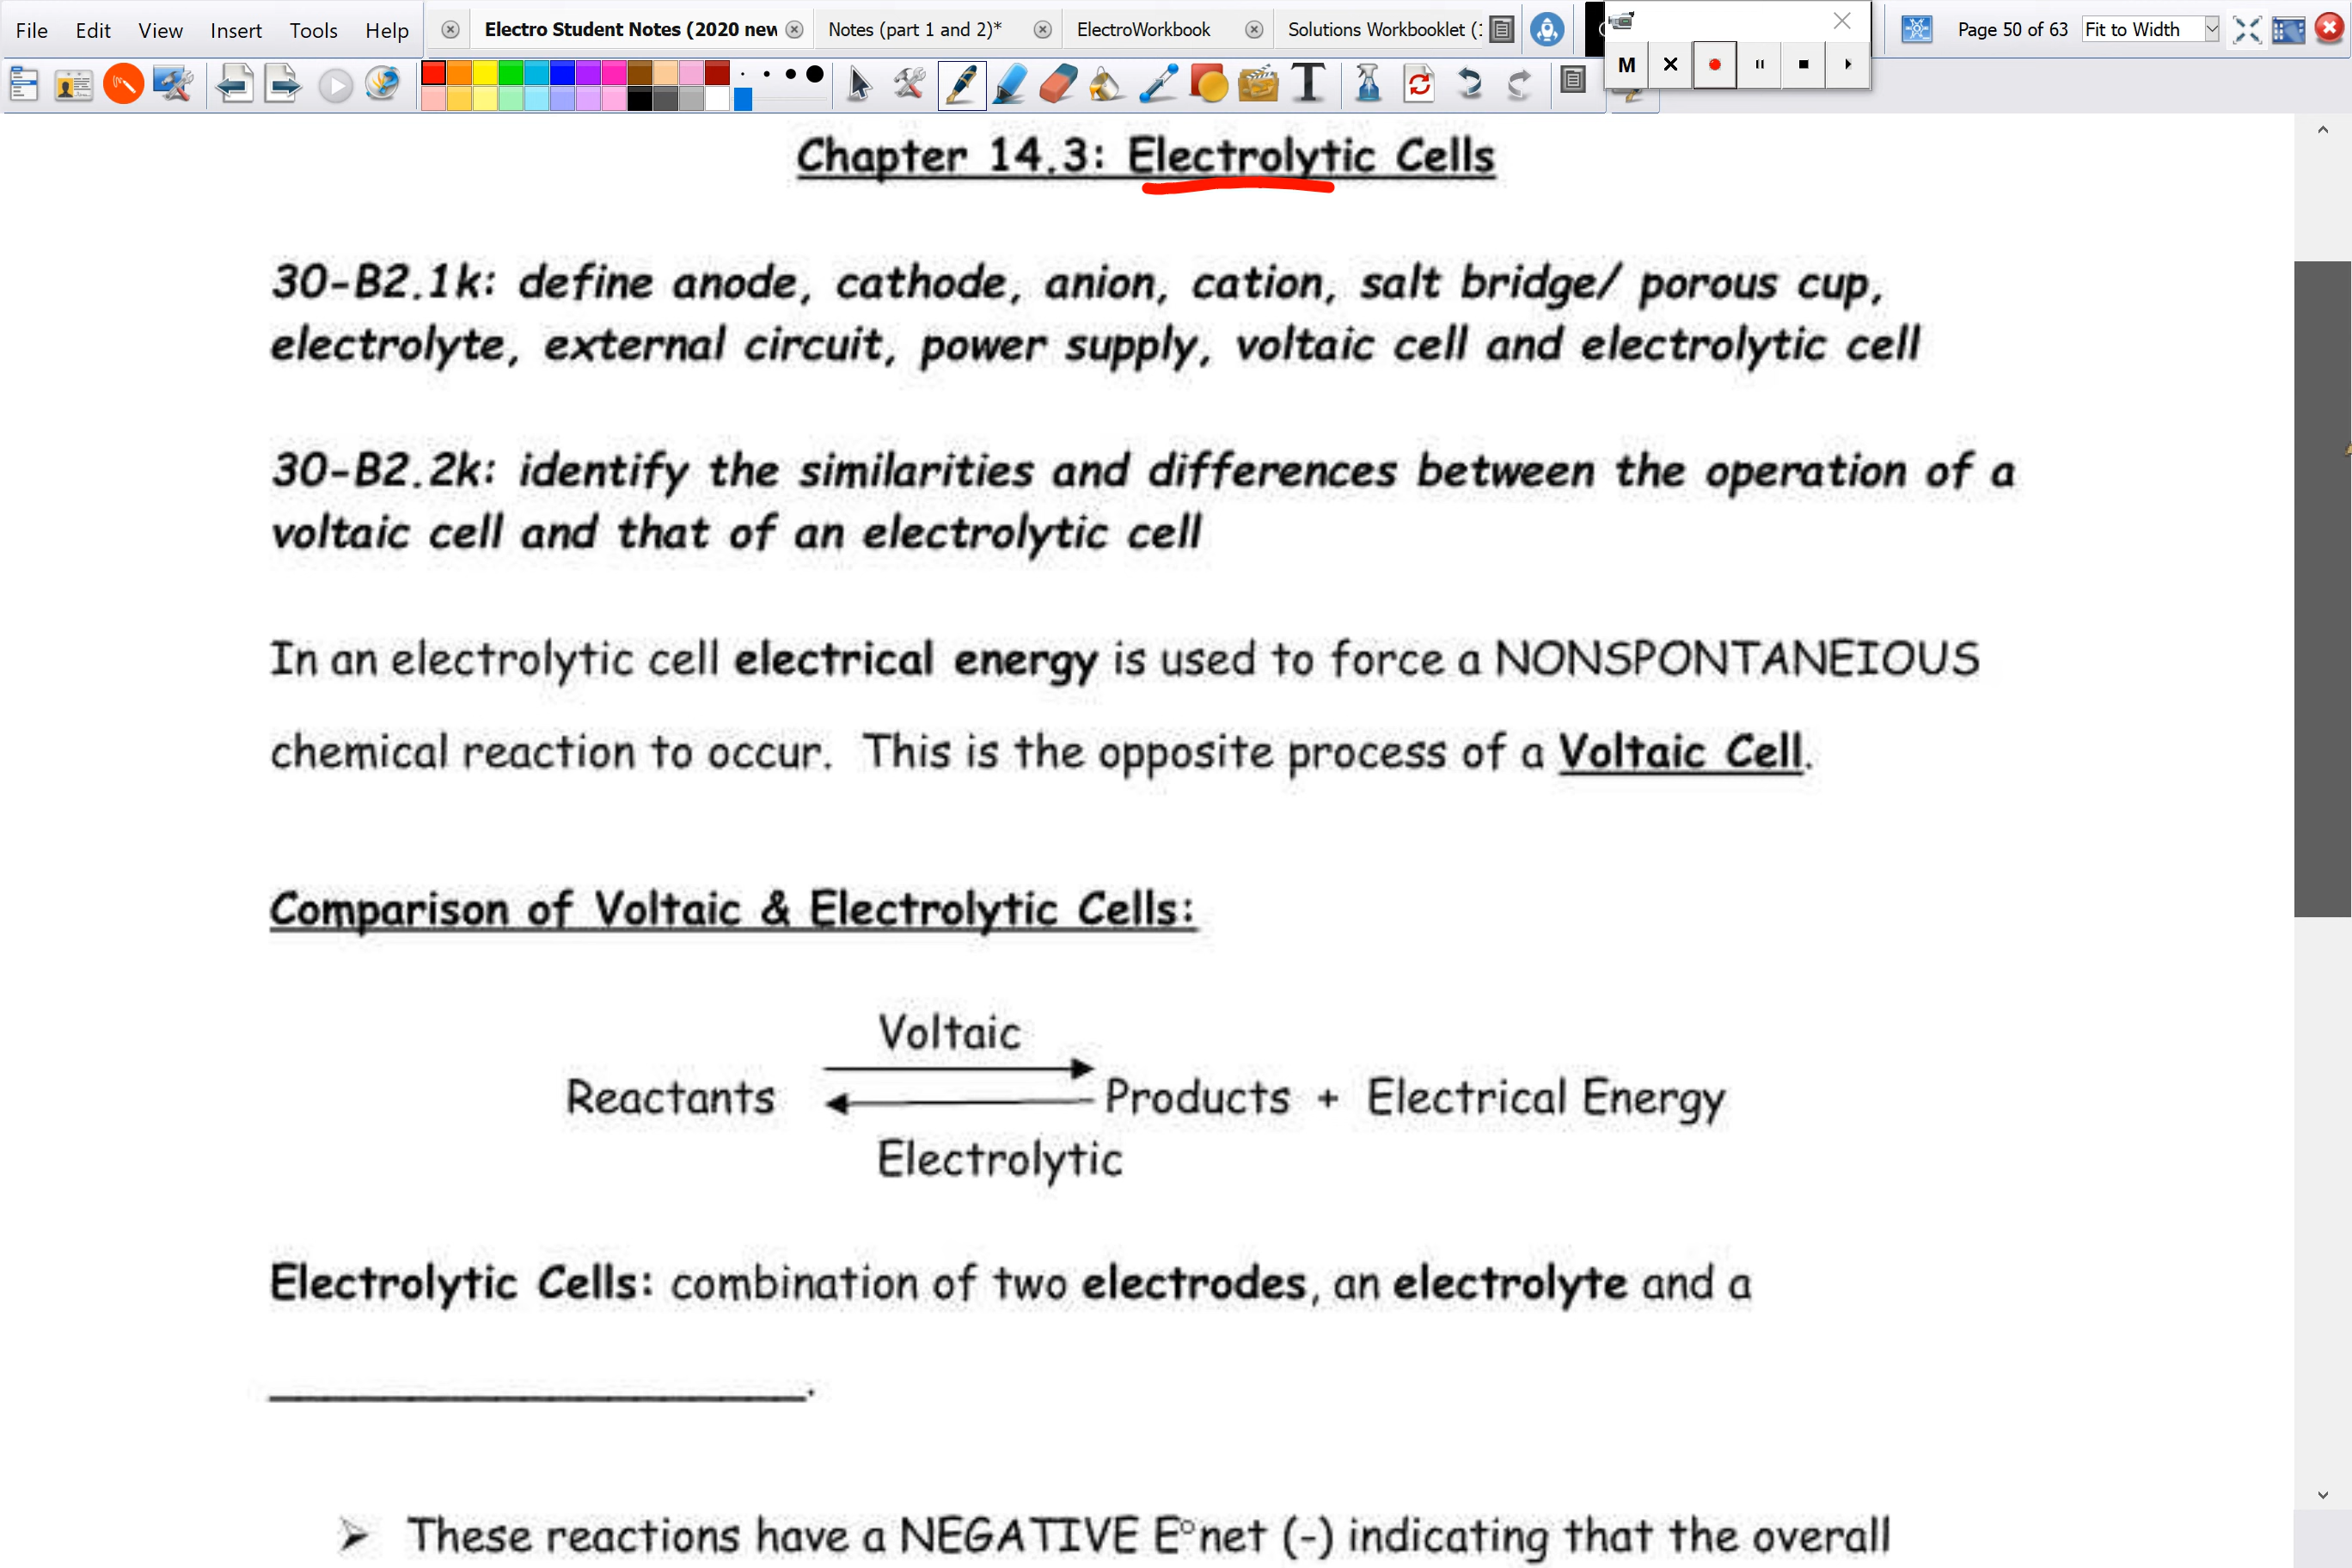 File Edit View Insert Tools Help Electro Student Notes (2020 new Notes (part 1 and 2)* ElectroWorkbook Solutions Workbooklet (1 Page 50 of 63 Fit to Width
M
T
Chapter 14.3: Electrolytic Cells
30-B2.1k: define anode, cathode, anion, cation, salt bridge/ porous cup,
electrolyte, external circuit, power supply, voltaic cell and electrolytic cell
30-B2.2k: identify the similarities and differences between the operation of a
voltaic cell and that of an electrolytic cell
In an electrolytic cell electrical energy is used to force a NONSPONTANEIOUS
chemical reaction to occur. This is the opposite process of a Voltaic Cell.
Comparison of Voltaic & Electrolytic Cells:
Voltaic
Reactants Products + Electrical Energy
Electrolytic
Electrolytic Cells: combination of two electrodes, an electrolyte and a
____________________.
➢ These reactions have a NEGATIVE E°net (-) indicating that the overall